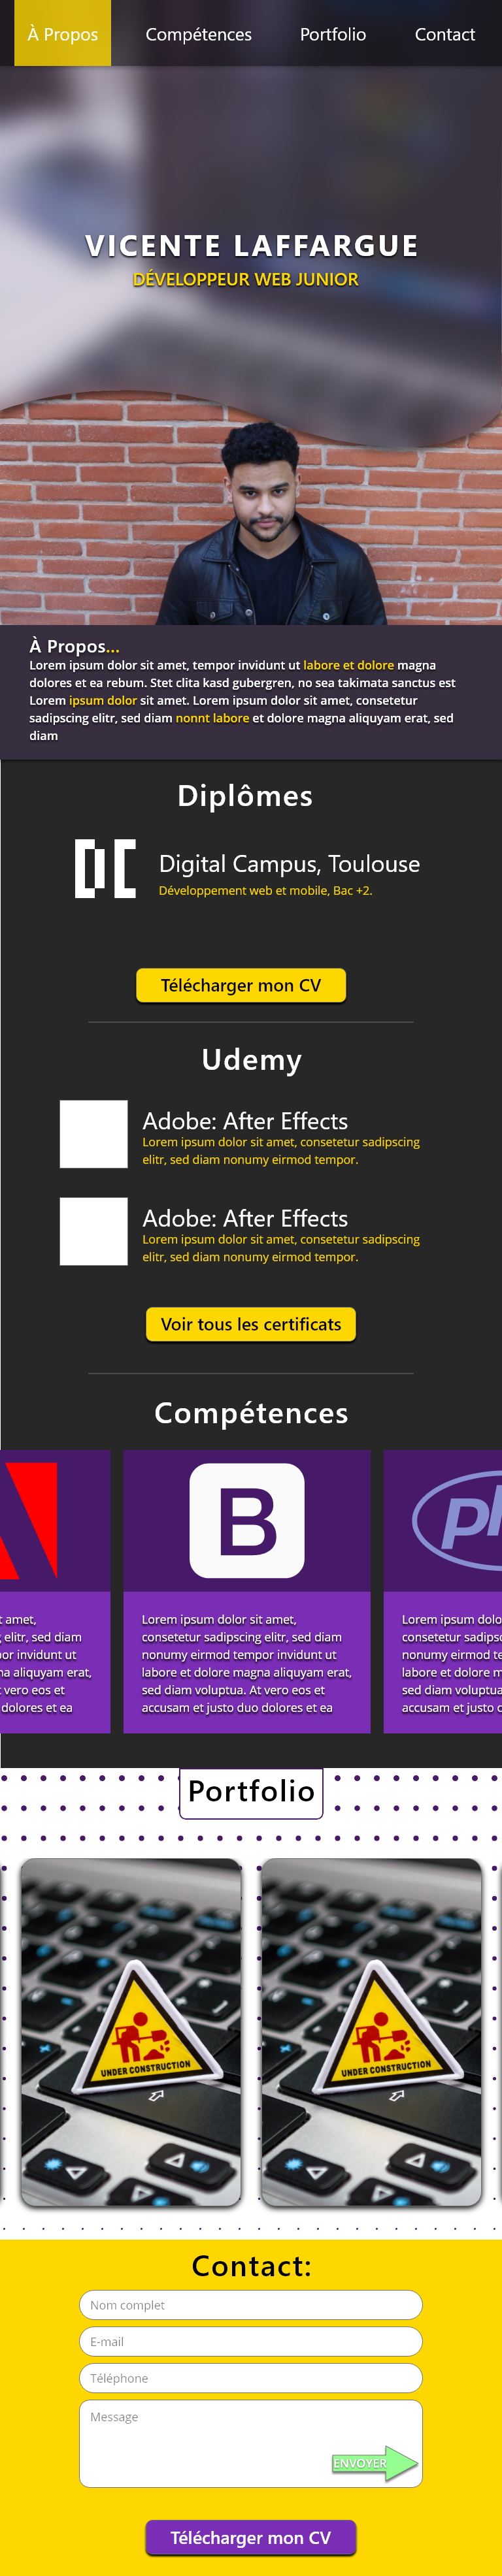 À Propos
Compétences
Portfolio
Contact
VICENTE LAFFARGUE
DÉVELOPPEUR WEB JUNIOR
À Propos...
Lorem ipsum dolor sit amet, tempor invidunt ut labore et dolore magna
dolores et ea rebum. Stet clita kasd gubergren, no sea takimata sanctus est
Lorem ipsum dolor sit amet. Lorem ipsum dolor sit amet, consetetur
sadipscing elitr, sed diam nonnt labore et dolore magna aliquyam erat, sed
diam
Diplômes
DC
Digital Campus, Toulouse
Développement web et mobile, Bac +2.
Télécharger mon CV
Udemy
Adobe: After Effects
Lorem ipsum dolor sit amet, consetetur sadipscing
elitr, sed diam nonumy eirmod tempor.
Adobe: After Effects
Lorem ipsum dolor sit amet, consetetur sadipscing
elitr, sed diam nonumy eirmod tempor.
Voir tous les certificats
Compétences
t amet,
elitr, sed diam
or invidunt ut
na aliquyam erat,
vero eos et
dolores et ea
B
Lorem ipsum dolor sit amet,
consetetur sadipscing elitr, sed diam
nonumy eirmod tempor invidunt ut
labore et dolore magna aliquyam erat,
sed diam voluptua. At vero eos et
accusam et justo duo dolores et ea
Lorem ipsum dolo
consetetur sadipsc
nonumy eirmod te
labore et dolore m
sed diam voluptua
accusam et justo
Portfolio
UNDER CONSTRUCTION
UNDER CONSTRUCTION
Contact:
Nom complet
E-mail
Téléphone
Message
ENVOYER
Télécharger mon CV